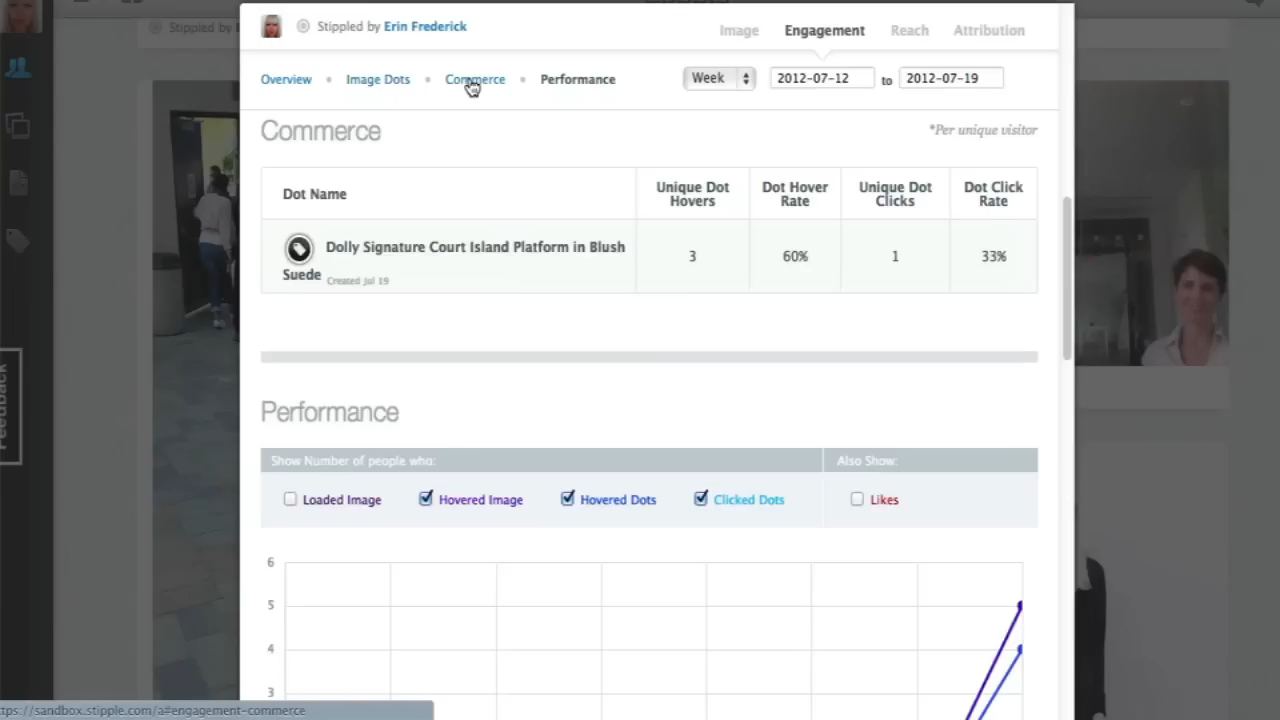 Stippled by Erin Frederick
Image Engagement Reach Attribution
Stippled by
Overview • Image Dots • Commerce • Performance
Week 2012-07-12 to 2012-07-19
Commerce
*Per unique visitor
Dot Name
Unique Dot Hovers
Dot Hover Rate
Unique Dot Clicks
Dot Click Rate
Dolly Signature Court Island Platform in Blush
Suede
Created Jul 19
3 60% 1 33%
Feedback
Performance
Show Number of people who: Also Show:
Loaded Image Hovered Image Hovered Dots Clicked Dots Likes
6
5
4
3
ttps://sandbox.stipple.com/a#engagement-commerce